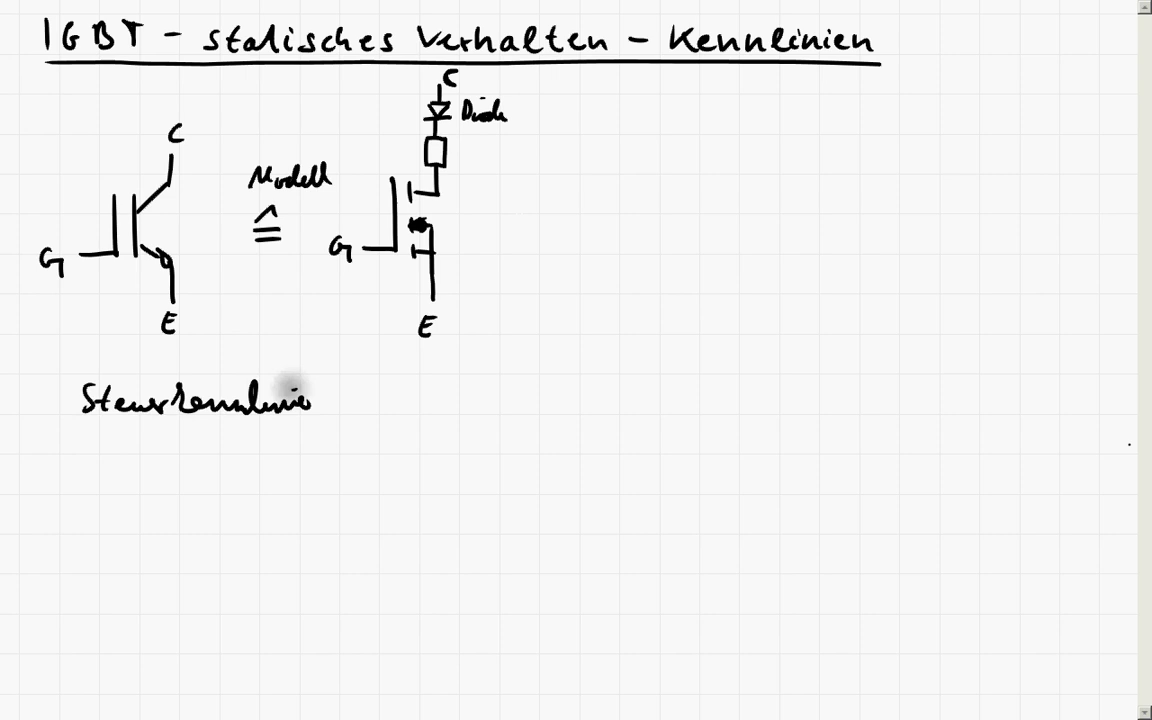 IGBT - statisches Verhalten - Kennlinien
C
Diode
C
Modell
≙
G
G
E
E
Steuerkennlinie